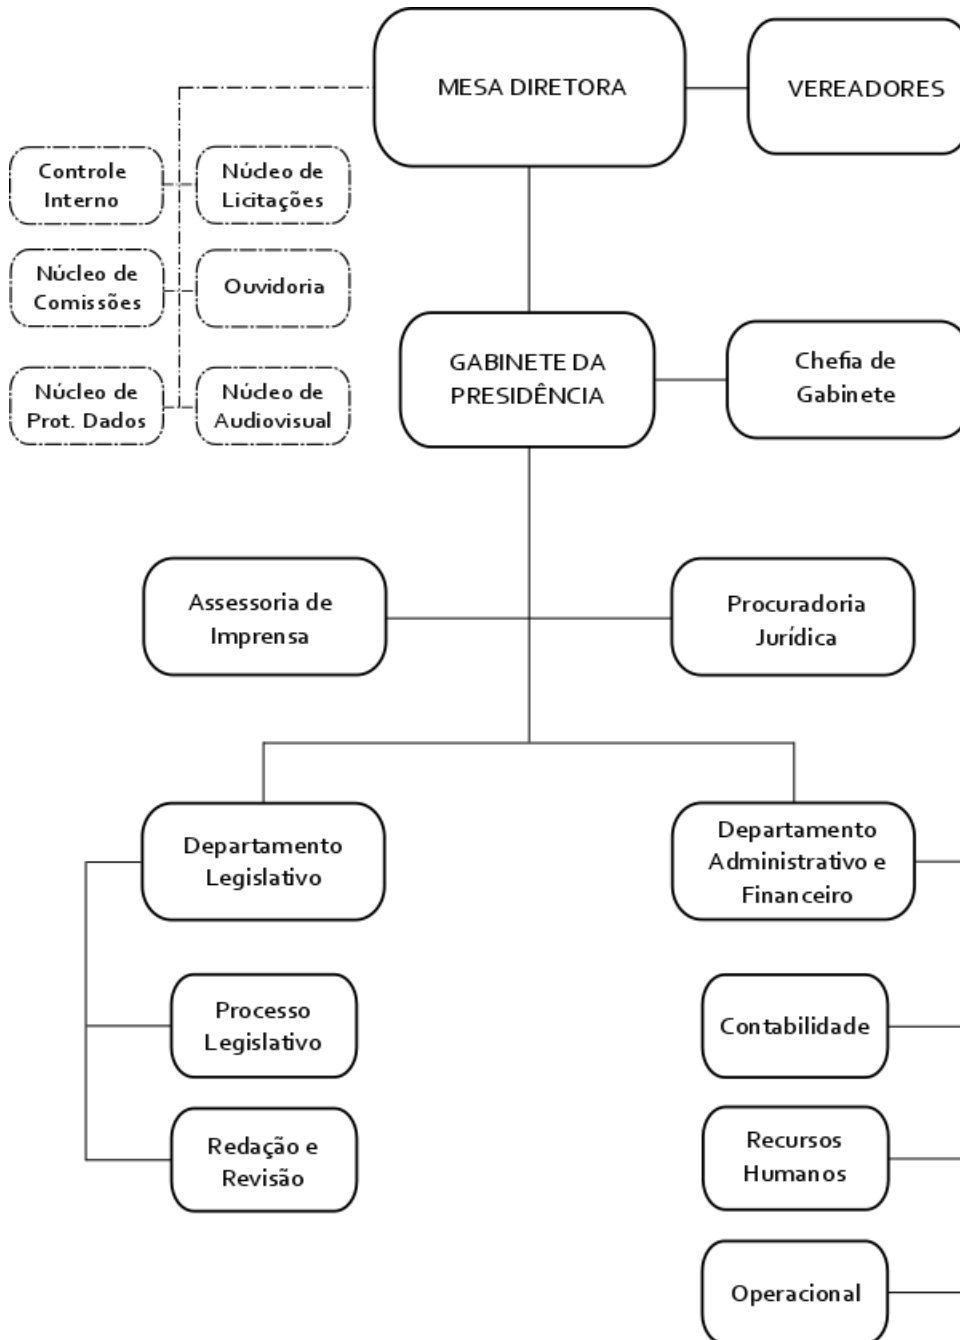 MESA DIRETORA
VEREADORES
Controle
Interno
Núcleo de
Licitações
Núcleo de
Comissões
Ouvidoria
Núcleo de
Prot. Dados
Núcleo de
Audiovisual
GABINETE DA
PRESIDÊNCIA
Chefia de
Gabinete
Assessoria de
Imprensa
Procuradoria
Jurídica
Departamento
Legislativo
Departamento
Administrativo e
Financeiro
Processo
Legislativo
Contabilidade
Redação e
Revisão
Recursos
Humanos
Operacional